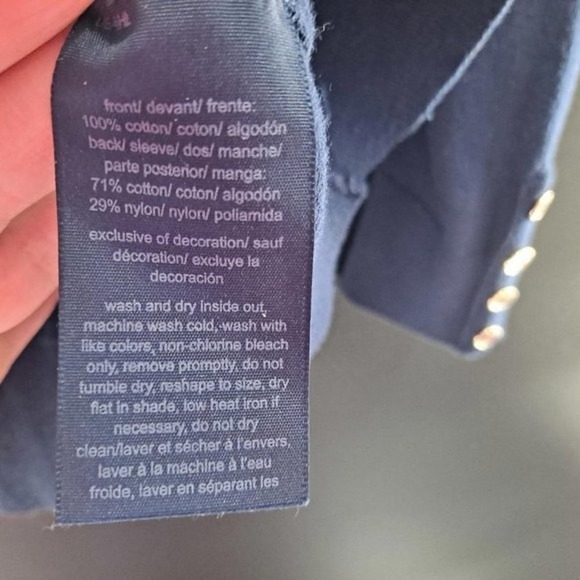 front/ devant/ frente:
100% cotton/ coton/ algodón
back/ sleeve/ dos/ manche/
parte posterior/ manga:
71% cotton/ coton/ algodón
29% nylon/ nylon/ poliamida
exclusive of decoration/ sauf
décoration/ excluye la
decoración
wash and dry inside out,
machine wash cold, wash with
like colors, non-chlorine bleach
only, remove promptly, do not
tumble dry, reshape to size, dry
flat in shade, low heat iron if
necessary, do not dry
clean/laver et sécher à l'envers,
laver à la machine à l'eau
froide, laver en séparant les